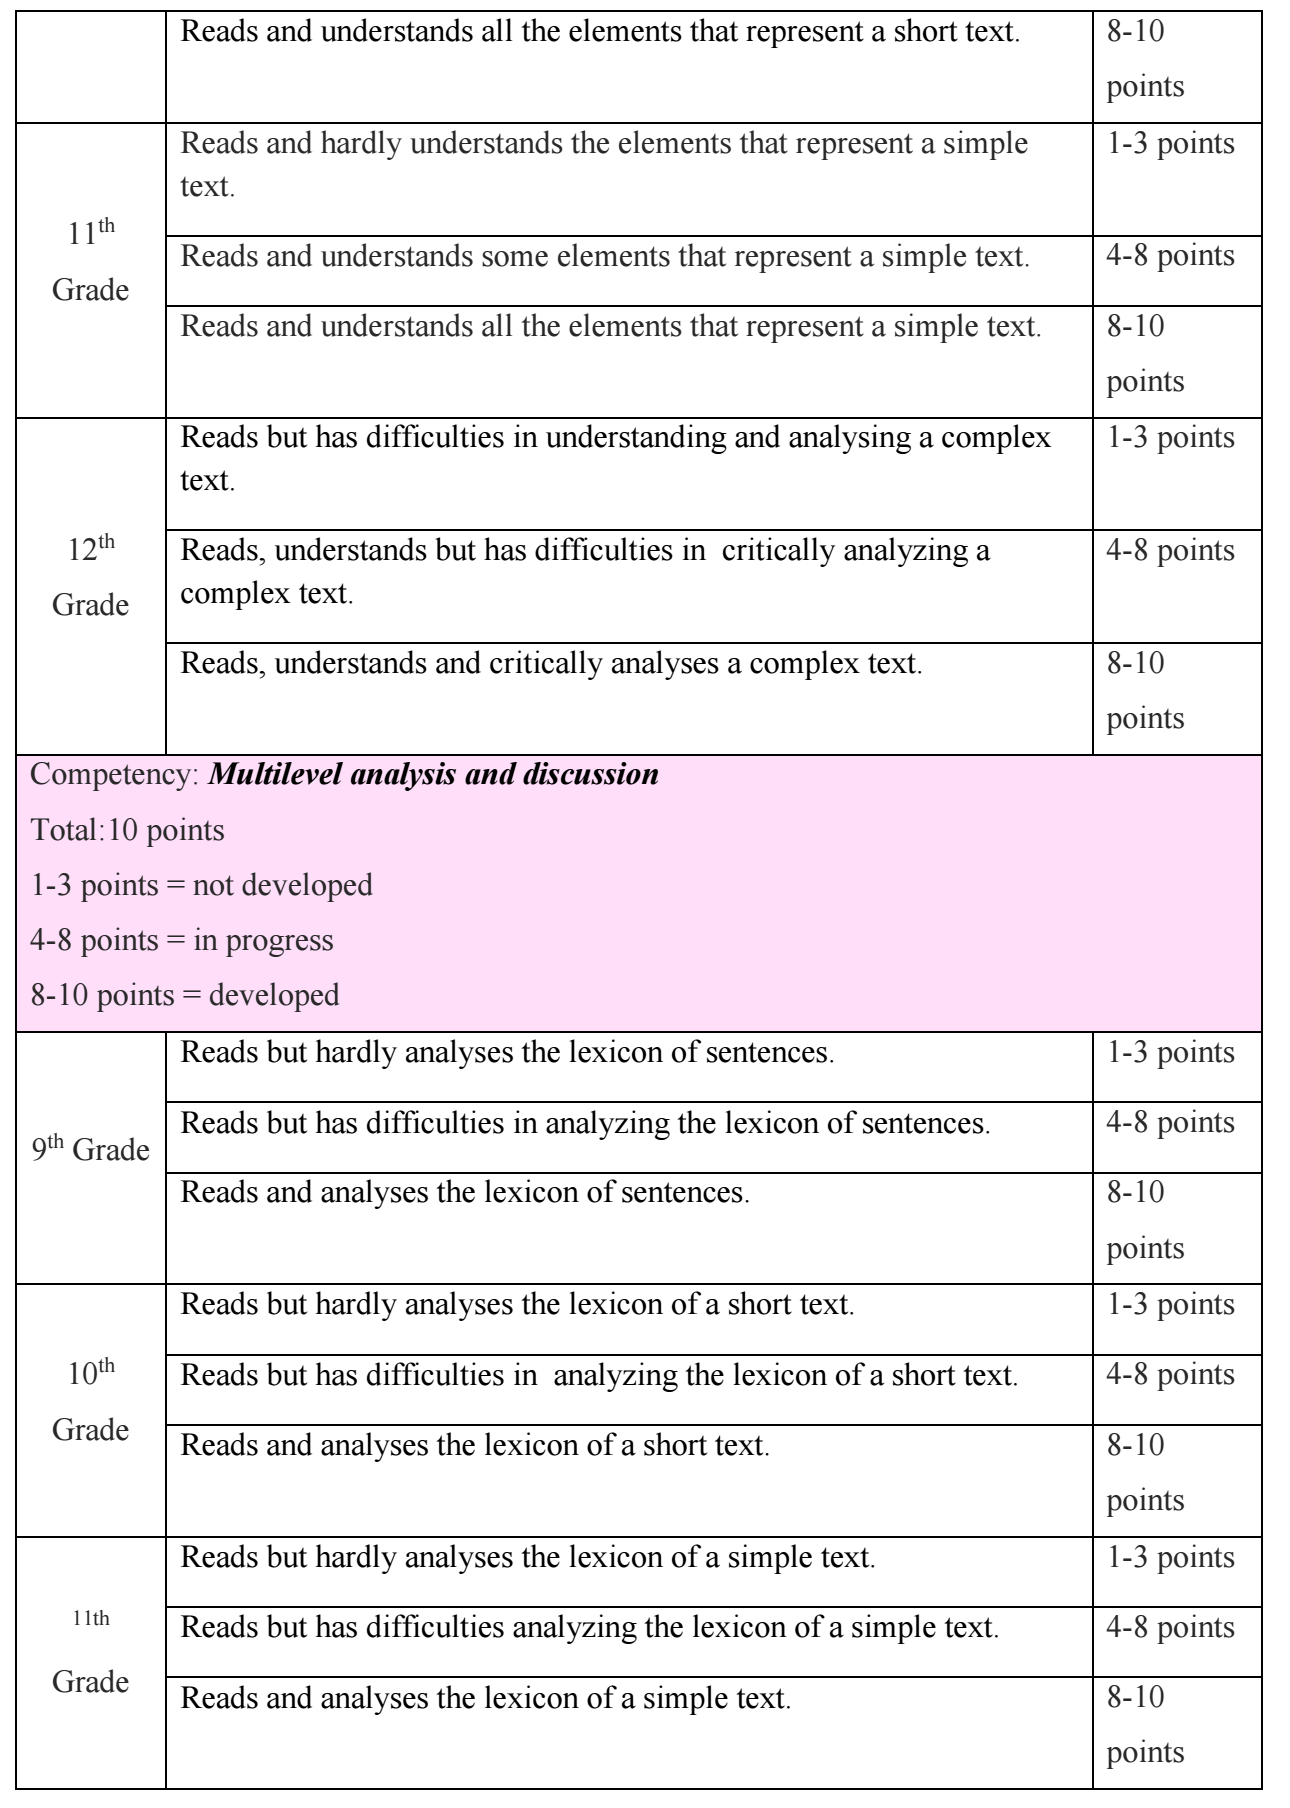 Reads and understands all the elements that represent a short text.
8-10
points
11th
Grade
Reads and hardly understands the elements that represent a simple
text.
1-3 points
Reads and understands some elements that represent a simple text.
4-8 points
Reads and understands all the elements that represent a simple text.
8-10
points
12th
Grade
Reads but has difficulties in understanding and analysing a complex
text.
1-3 points
Reads, understands but has difficulties in  critically analyzing a
complex text.
4-8 points
Reads, understands and critically analyses a complex text.
8-10
points
Competency: Multilevel analysis and discussion
Total:10 points
1-3 points = not developed
4-8 points = in progress
8-10 points = developed
9th Grade
Reads but hardly analyses the lexicon of sentences.
1-3 points
Reads but has difficulties in analyzing the lexicon of sentences.
4-8 points
Reads and analyses the lexicon of sentences.
8-10
points
10th
Grade
Reads but hardly analyses the lexicon of a short text.
1-3 points
Reads but has difficulties in  analyzing the lexicon of a short text.
4-8 points
Reads and analyses the lexicon of a short text.
8-10
points
11th
Grade
Reads but hardly analyses the lexicon of a simple text.
1-3 points
Reads but has difficulties analyzing the lexicon of a simple text.
4-8 points
Reads and analyses the lexicon of a simple text.
8-10
points